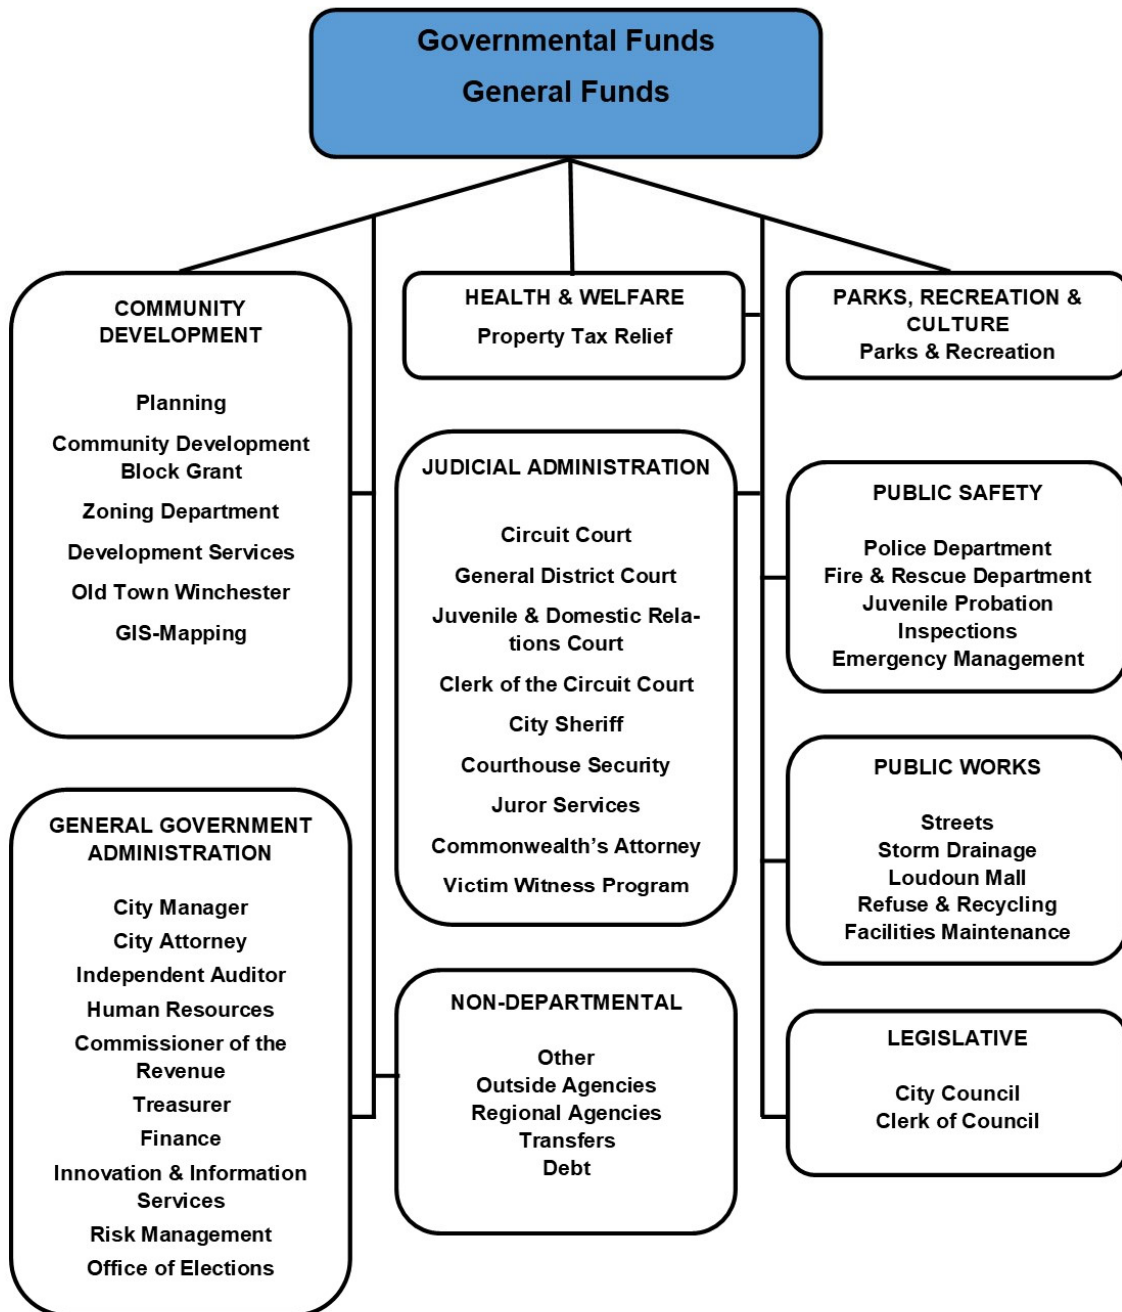 Governmental Funds
General Funds
COMMUNITY
DEVELOPMENT
Planning
Community Development
Block Grant
Zoning Department
Development Services
Old Town Winchester
GIS-Mapping
GENERAL GOVERNMENT
ADMINISTRATION
City Manager
City Attorney
Independent Auditor
Human Resources
Commissioner of the
Revenue
Treasurer
Finance
Innovation & Information
Services
Risk Management
Office of Elections
HEALTH & WELFARE
Property Tax Relief
JUDICIAL ADMINISTRATION
Circuit Court
General District Court
Juvenile & Domestic Rela-
tions Court
Clerk of the Circuit Court
City Sheriff
Courthouse Security
Juror Services
Commonwealth’s Attorney
Victim Witness Program
NON-DEPARTMENTAL
Other
Outside Agencies
Regional Agencies
Transfers
Debt
PARKS, RECREATION &
CULTURE
Parks & Recreation
PUBLIC SAFETY
Police Department
Fire & Rescue Department
Juvenile Probation
Inspections
Emergency Management
PUBLIC WORKS
Streets
Storm Drainage
Loudoun Mall
Refuse & Recycling
Facilities Maintenance
LEGISLATIVE
City Council
Clerk of Council